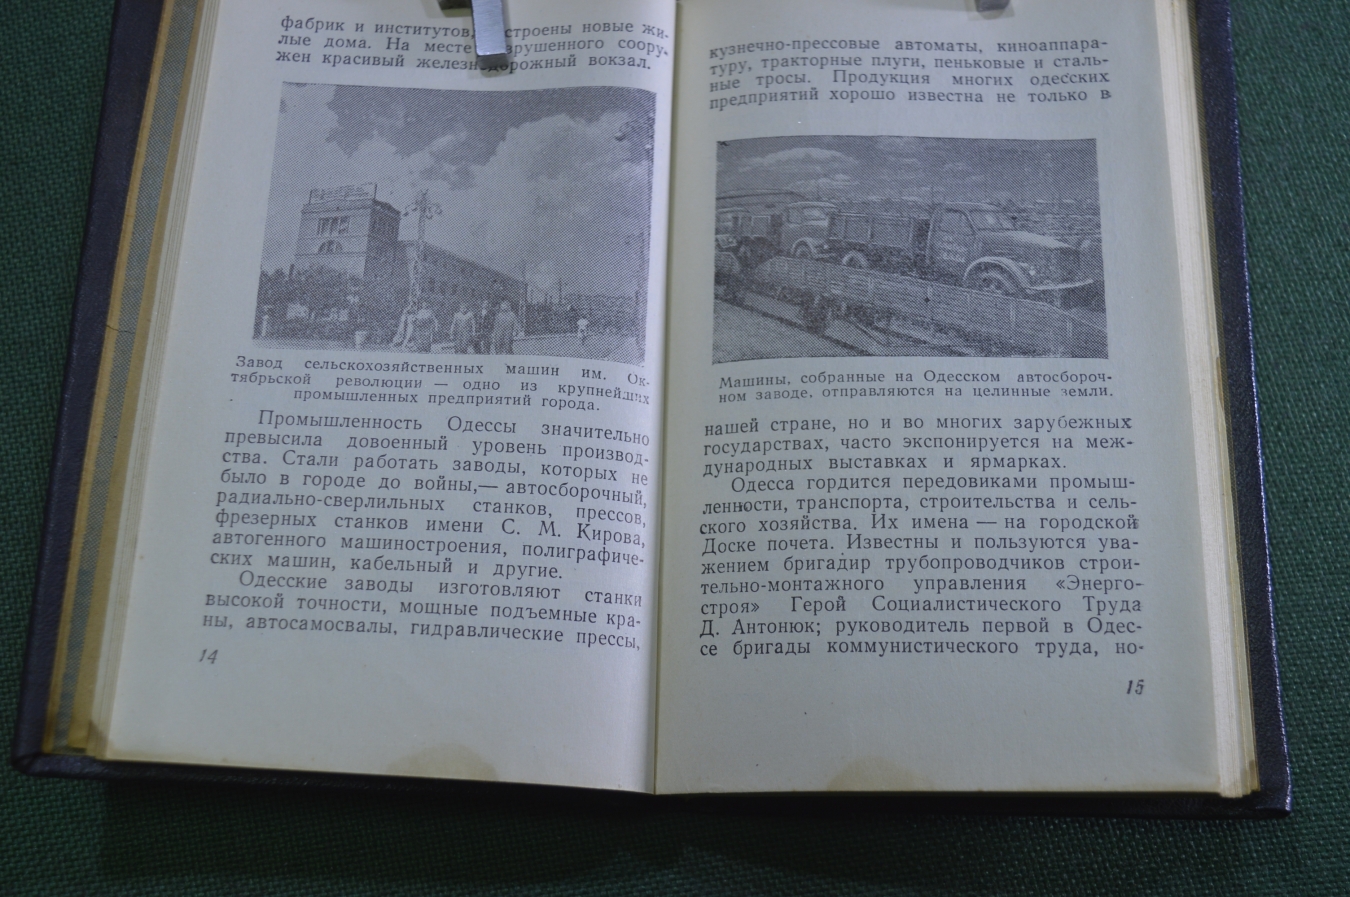 фабрик и институтов, строены новые жи-
лые дома. На месте зрушенного соору-
жен красивый железнодорожный вокзал.
Завод сельскохозяйственных машин им. Ок-
тябрьской революции — одно из крупнейших
промышленных предприятий города.
Промышленность Одессы значительно
превысила довоенный уровень производ-
ства. Стали работать заводы, которых не
было в городе до войны,— автосборочный,
радиально-сверлильных станков, прессов,
фрезерных станков имени С. М. Кирова,
автогенного машиностроения, полиграфиче-
ских машин, кабельный и другие.
Одесские заводы изготовляют станки
высокой точности, мощные подъемные кра-
ны, автосамосвалы, гидравлические прессы,
14
кузнечно-прессовые автоматы, киноаппара-
туру, тракторные плуги, пеньковые и сталь-
ные тросы. Продукция многих одесских
предприятий хорошо известна не только в
Машины, собранные на Одесском автосбороч-
ном заводе, отправляются на целинные земли.
нашей стране, но и во многих зарубежных
государствах, часто экспонируется на меж-
дународных выставках и ярмарках.
Одесса гордится передовиками промыш-
ленности, транспорта, строительства и сель-
ского хозяйства. Их имена — на городской
Доске почета. Известны и пользуются ува-
жением бригадир трубопроводчиков строи-
тельно-монтажного управления «Энерго-
строя» Герой Социалистического Труда
Д. Антонюк; руководитель первой в Одес-
се бригады коммунистического труда, но-
15